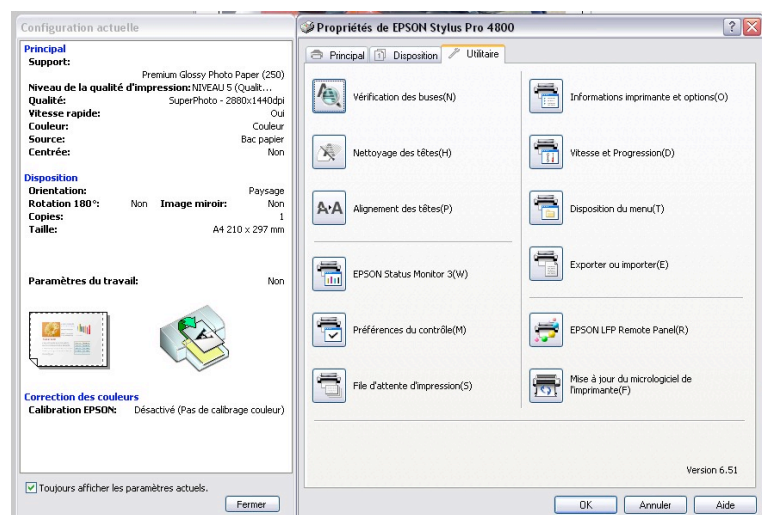 Configuration actuelle
Principal
Support:
Premium Glossy Photo Paper (250)
Niveau de la qualité d'impression: NIVEAU 5 (Qualit...
Qualité: SuperPhoto - 2880x1440dpi
Vitesse rapide: Oui
Couleur: Couleur
Source: Bac papier
Centrée: Non
Disposition
Orientation: Paysage
Rotation 180°: Non Image miroir: Non
Copies: 1
Taille: A4 210 x 297 mm
Paramètres du travail: Non
Correction des couleurs
Calibration EPSON: Désactivé (Pas de calibrage couleur)
Toujours afficher les paramètres actuels.
Fermer
Propriétés de EPSON Stylus Pro 4800
Principal Disposition Utilitaire
Vérification des buses(N)
Nettoyage des têtes(H)
Alignement des têtes(P)
EPSON Status Monitor 3(W)
Préférences du contrôle(M)
File d'attente d'impression(S)
Informations imprimante et options(O)
Vitesse et Progression(D)
Disposition du menu(T)
Exporter ou importer(E)
EPSON LFP Remote Panel(R)
Mise à jour du micrologiciel de
l'imprimante(F)
Version 6.51
OK Annuler Aide